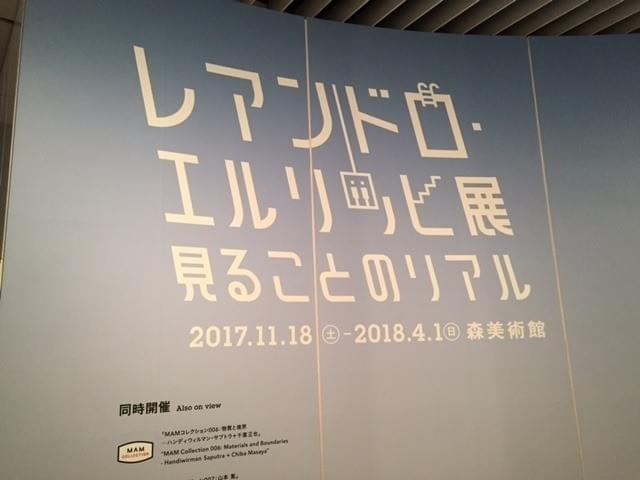 レアンドロ・
エルリッヒ展
見ることのリアル
2017.11.18㊏-2018.4.1㊐ 森美術館
同時開催 Also on view
MAM
COLLECTION
「MAMコレクション006:物質と境界
―ハンディウィルマン・サプトラ+千葉正也」
"MAM Collection 006: Materials and Boundaries
- Handiwirman Saputra + Chiba Masaya"